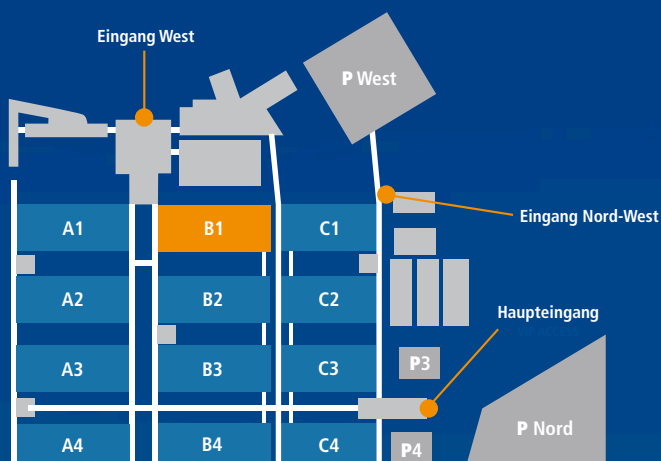 Eingang West
P West
A1
B1
C1
Eingang Nord-West
A2
B2
C2
Haupteingang
A3
B3
C3
P3
A4
B4
C4
P4
P Nord